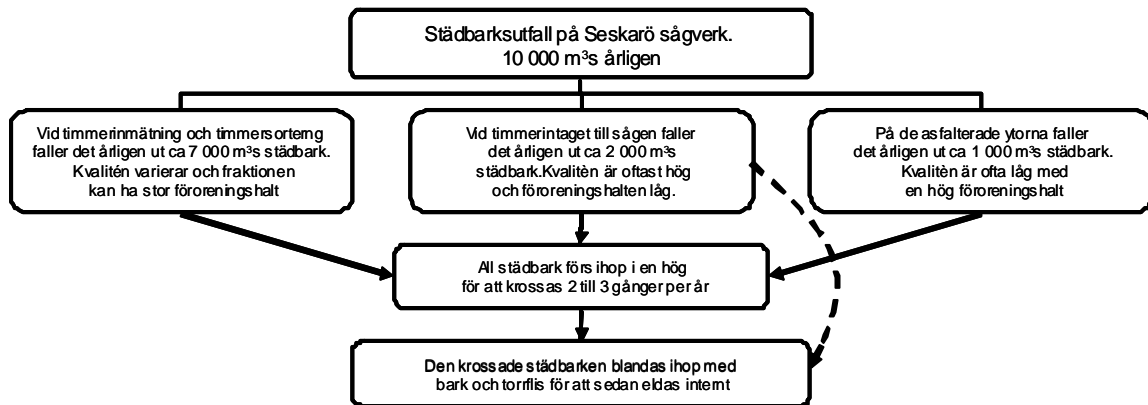 Städbarksutfall på Seskarö sågverk.
10 000 m³s årligen
Vid timmerinmätning och timmersorterng
faller det årligen ut ca 7 000 m³s städbark.
Kvalitén varierar och fraktionen
kan ha stor föroreningshalt
Vid timmerintaget till sågen faller
det årligen ut ca 2 000 m³s
städbark.Kvalitèn är oftast hög
och föroreningshalten låg.
På de asfalterade ytorna faller
det årligen ut ca 1 000 m³s städbark.
Kvalitèn är ofta låg med
en hög föroreningshalt
All städbark förs ihop i en hög
för att krossas 2 till 3 gånger per år
Den krossade städbarken blandas ihop med
bark och torrflis för att sedan eldas internt